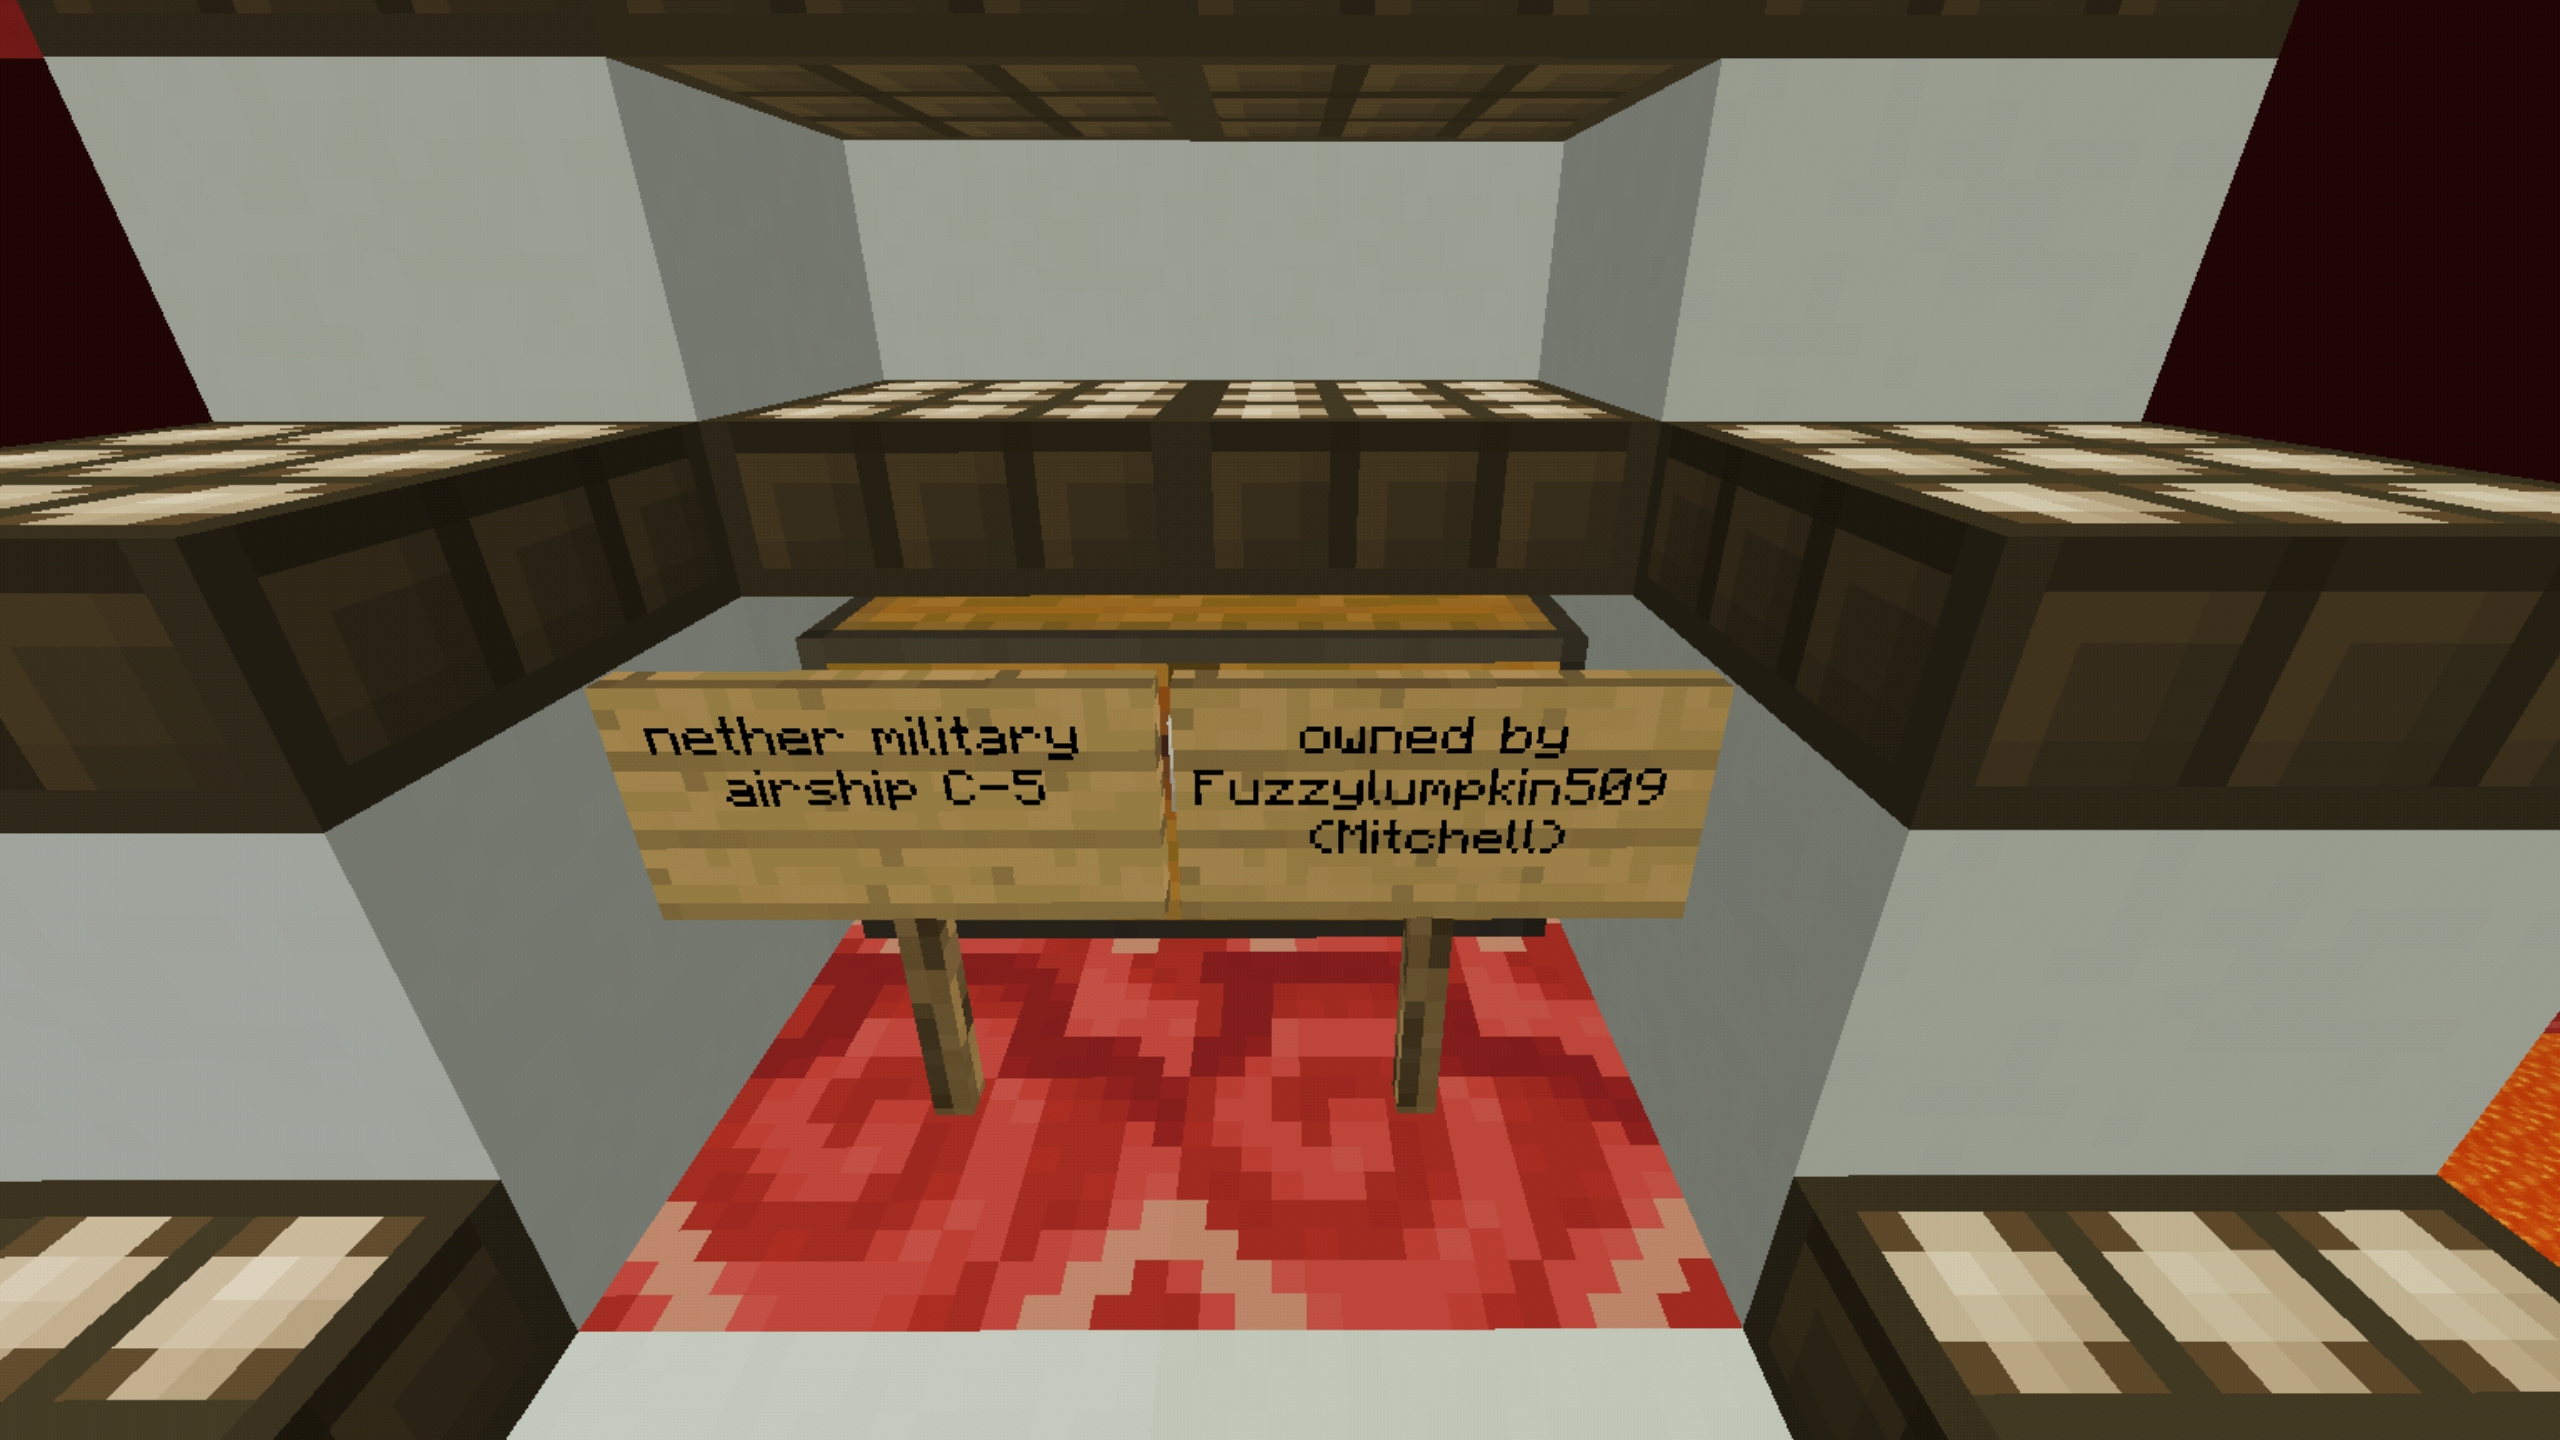 nether military
airship C-5
owned by
Fuzzylumpkin509
(Mitchell)